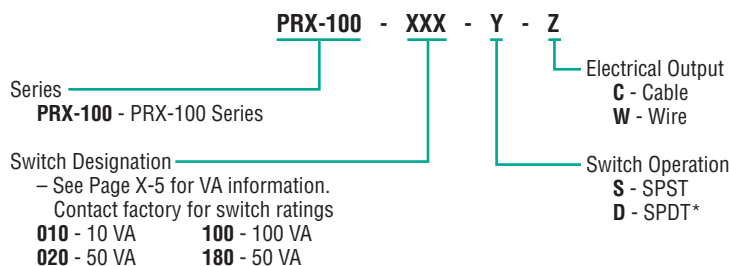 PRX-100 - XXX - Y - Z
Series
PRX-100 - PRX-100 Series
Switch Designation
– See Page X-5 for VA information.
Contact factory for switch ratings
010 - 10 VA 100 - 100 VA
020 - 50 VA 180 - 50 VA
Electrical Output
C - Cable
W - Wire
Switch Operation
S - SPST
D - SPDT*